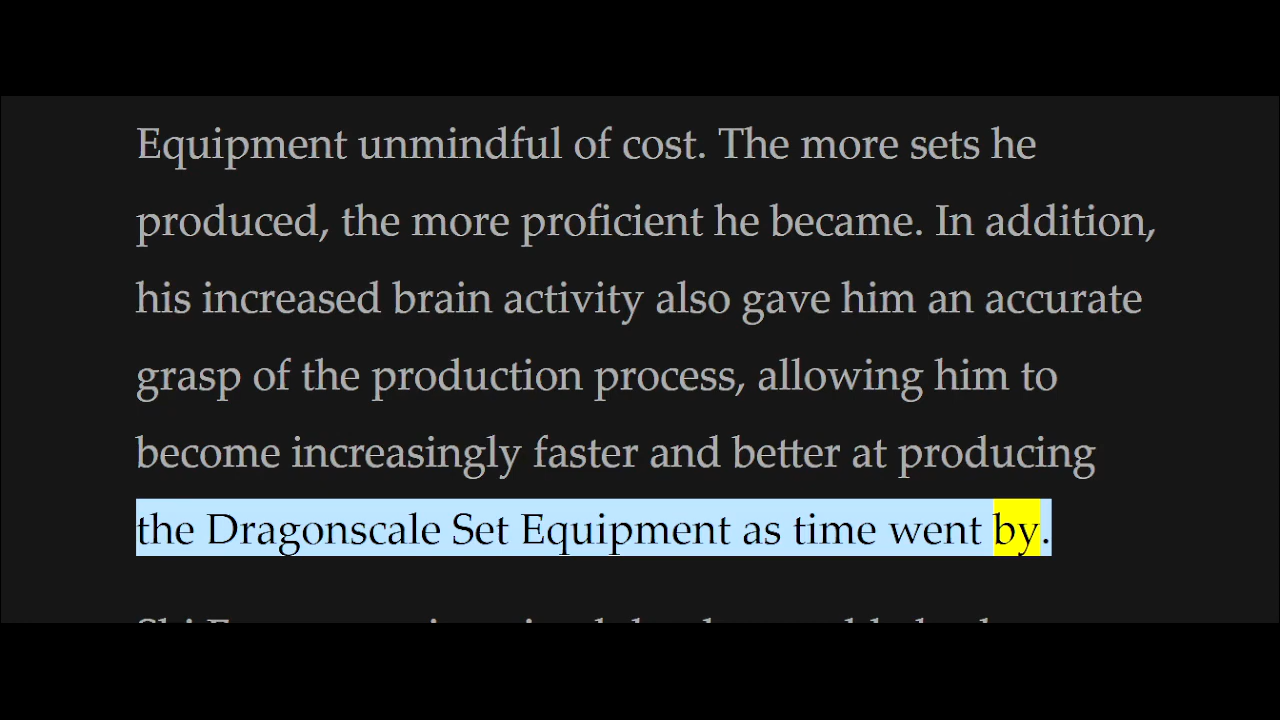 Equipment unmindful of cost. The more sets he
produced, the more proficient he became. In addition,
his increased brain activity also gave him an accurate
grasp of the production process, allowing him to
become increasingly faster and better at producing
the Dragonscale Set Equipment as time went by.